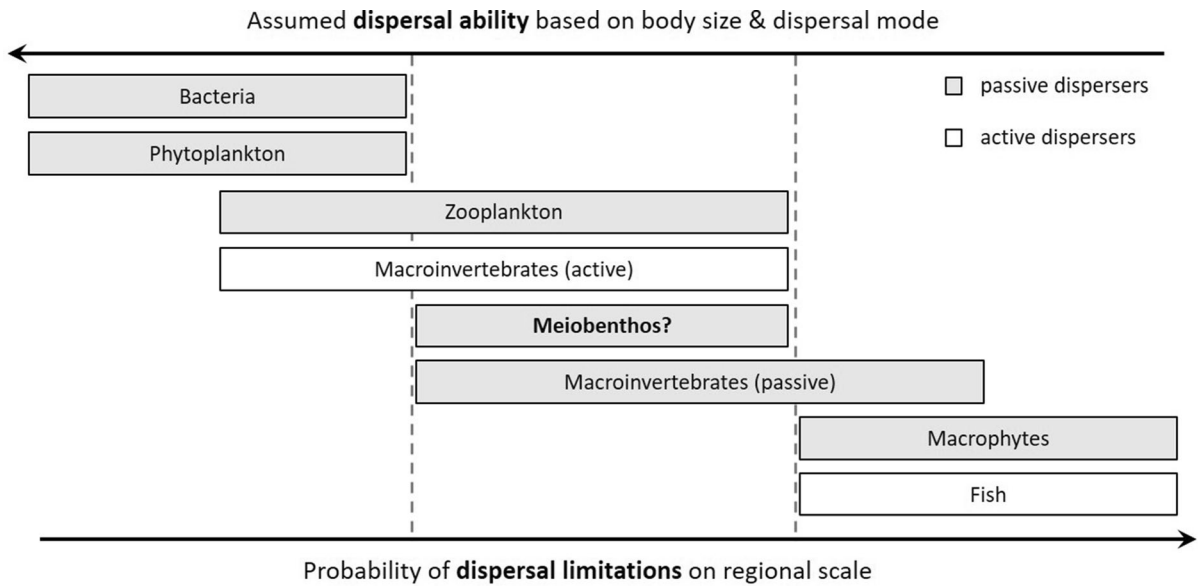 Assumed dispersal ability based on body size & dispersal mode
Bacteria
passive dispersers
Phytoplankton
active dispersers
Zooplankton
Macroinvertebrates (active)
Meiobenthos?
Macroinvertebrates (passive)
Macrophytes
Fish
Probability of dispersal limitations on regional scale